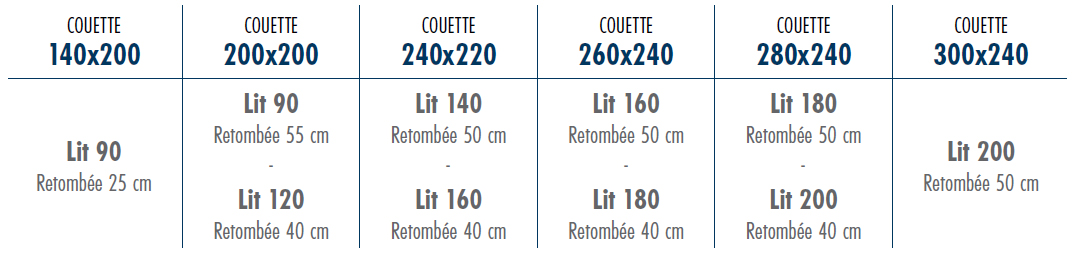 COUETTE
140x200
COUETTE
200x200
COUETTE
240x220
COUETTE
260x240
COUETTE
280x240
COUETTE
300x240
Lit 90
Retombée 25 cm
Lit 90
Retombée 55 cm
-
Lit 120
Retombée 40 cm
Lit 140
Retombée 50 cm
-
Lit 160
Retombée 40 cm
Lit 160
Retombée 50 cm
-
Lit 180
Retombée 40 cm
Lit 180
Retombée 50 cm
-
Lit 200
Retombée 40 cm
Lit 200
Retombée 50 cm